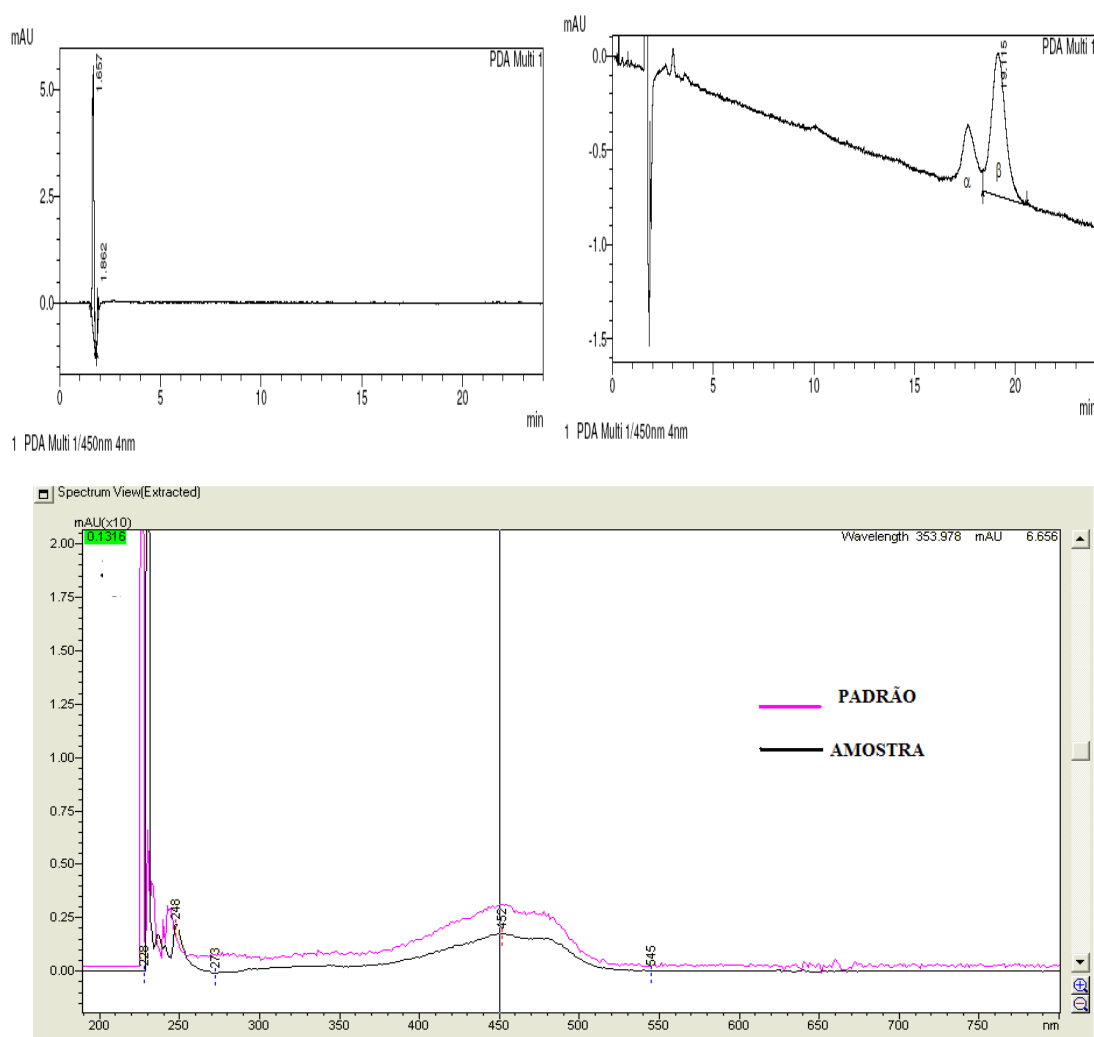 mAU
PDA Multi 1
1.657
5.0
2.5
1.862
0.0
0 10 20
min
1 PDA Multi 1/450nm 4nm
mAU
PDA Multi 1
0.0
19.115
-0.5
α β
-1.0
-1.5
0 5 10 15 20
min
1 PDA Multi 1/450nm 4nm
Spectrum View(Extracted)
mAU(x10)
2.00
0.1316
Wavelength 353.978 mAU 6.656
1.75
1.50
1.25
PADRÃO
AMOSTRA
1.00
0.75
0.50
0.25
0.00
228 248 273 452 545
200 250 300 350 400 450 500 550 600 650 700 750 nm